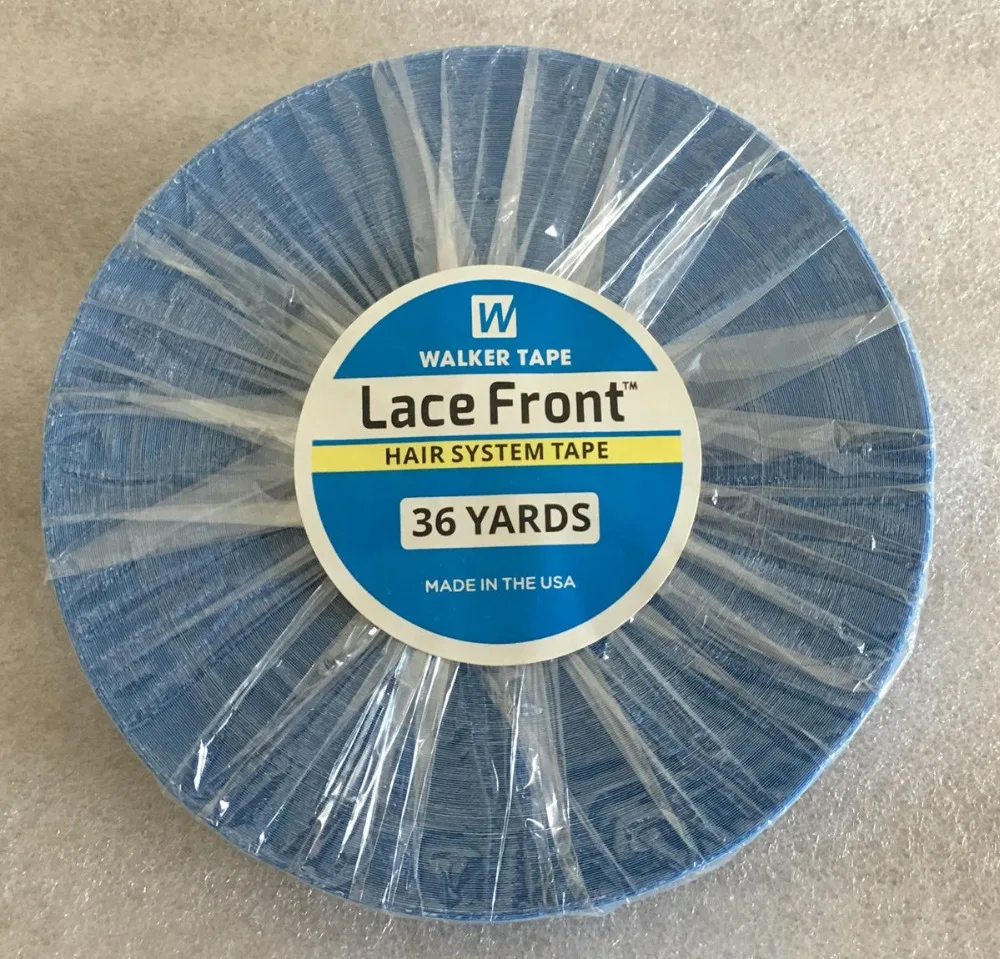 W
WALKER TAPE
Lace Front™
HAIR SYSTEM TAPE
36 YARDS
MADE IN THE USA